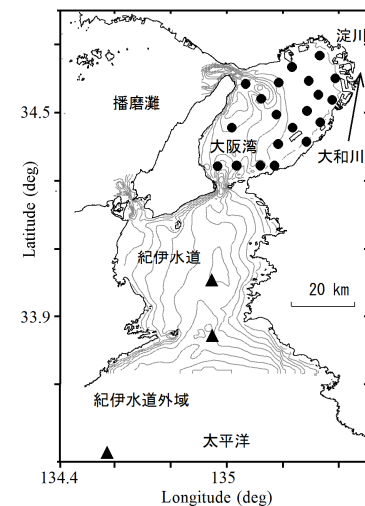 淀川
播磨灘
34.5
大阪湾
大和川
Latitude (deg)
紀伊水道
20 km
33.9
紀伊水道外域
太平洋
134.4
135
Longitude (deg)